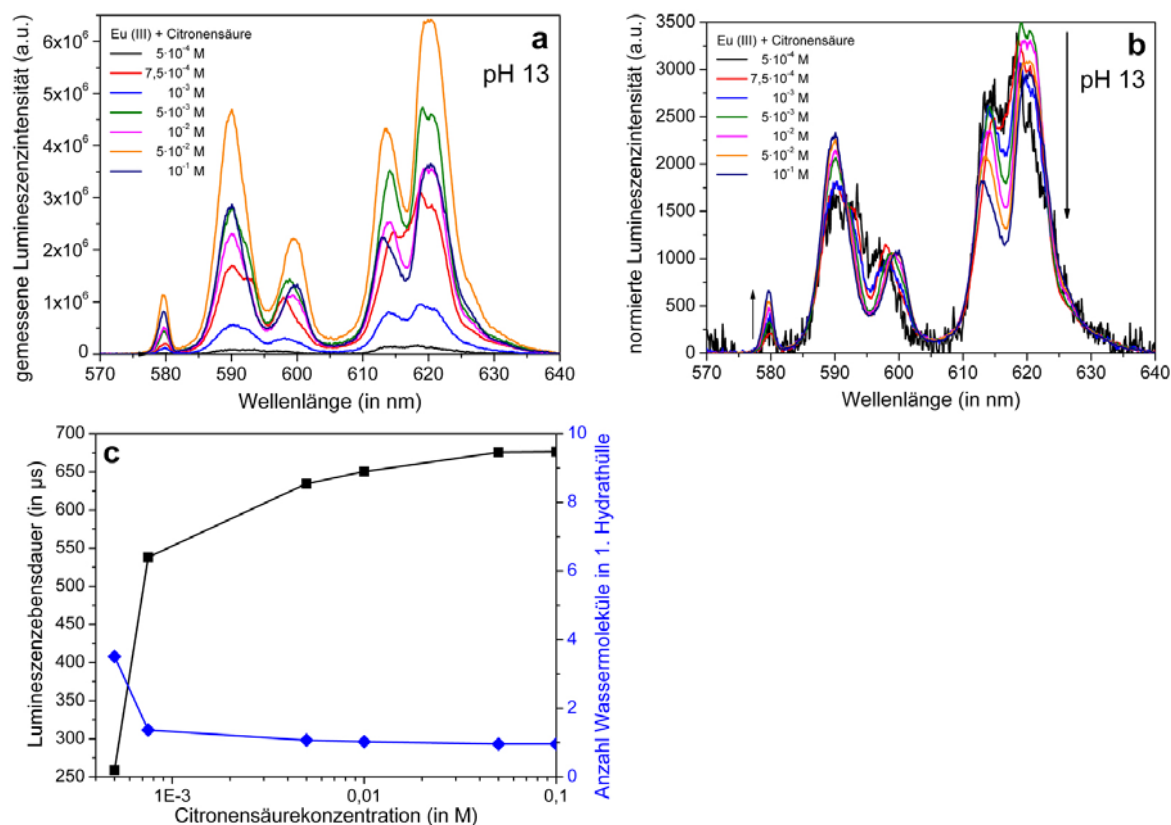 a
pH 13
Eu (III) + Citronensäure
5·10⁻⁴ M
7,5·10⁻⁴ M
10⁻³ M
5·10⁻³ M
10⁻² M
5·10⁻² M
10⁻¹ M
gemessene Lumineszenzintensität (a.u.)
6x10⁶
5x10⁶
4x10⁶
3x10⁶
2x10⁶
1x10⁶
0
570 580 590 600 610 620 630 640
Wellenlänge (in nm)
b
pH 13
Eu (III) + Citronensäure
5·10⁻⁴ M
7,5·10⁻⁴ M
10⁻³ M
5·10⁻³ M
10⁻² M
5·10⁻² M
10⁻¹ M
normierte Lumineszenzintensität (a.u.)
3500
3000
2500
2000
1500
1000
500
0
570 580 590 600 610 620 630 640
Wellenlänge (in nm)
c
Lumineszenzebensdauer (in µs)
700
650
600
550
500
450
400
350
300
250
1E-3 0,01 0,1
Citronensäurekonzentration (in M)
10
8
6
4
2
0
Anzahl Wassermoleküle in 1. Hydrathülle